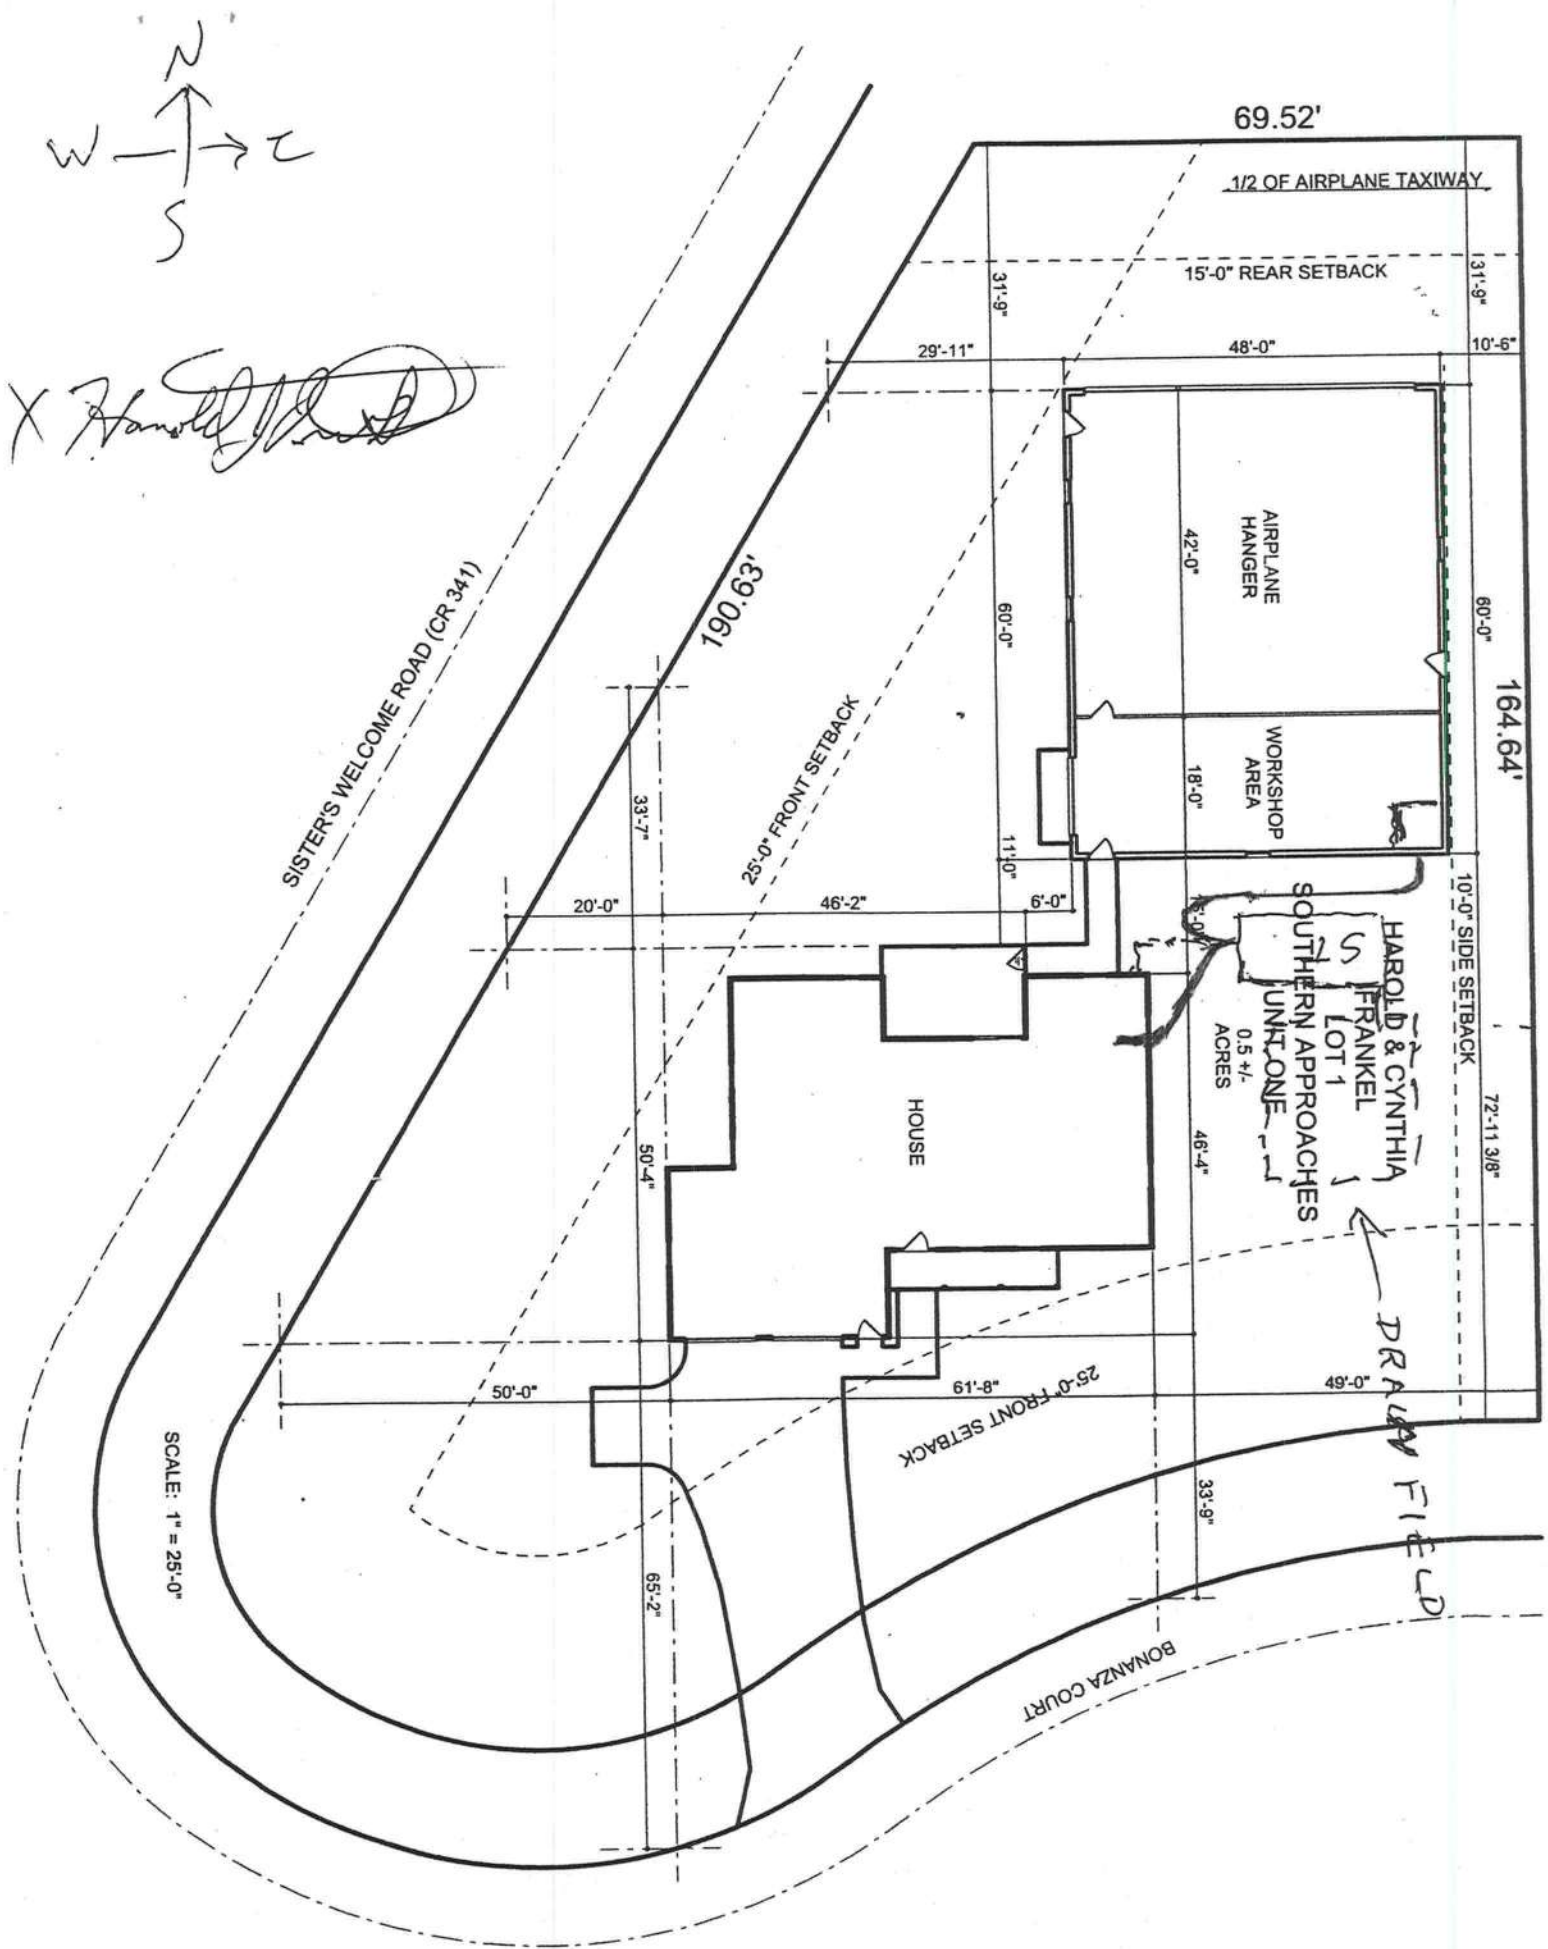 N
W E
S
69.52'
1/2 OF AIRPLANE TAXIWAY
15'-0" REAR SETBACK
31'-9"
31'-9"
29'-11"
48'-0"
10'-6"
X Harold
AIRPLANE
HANGER
42'-0"
60'-0"
60'-0"
190.63'
164.64'
SISTER'S WELCOME ROAD (CR 341)
25'-0" FRONT SETBACK
WORKSHOP
AREA
18'-0"
33'-7"
11'-0"
20'-0"
46'-2"
6'-0"
10'-0" SIDE SETBACK
HAROLD & CYNTHIA
FRANKEL
LOT 1
SOUTHERN APPROACHES
UNIT ONE
0.5 +/-
ACRES
HOUSE
50'-4"
46'-4"
72'-11 3/8"
DRAIN FIELD
50'-0"
61'-8"
49'-0"
25'-0" FRONT SETBACK
33'-9"
65'-2"
SCALE: 1" = 25'-0"
BONANZA COURT